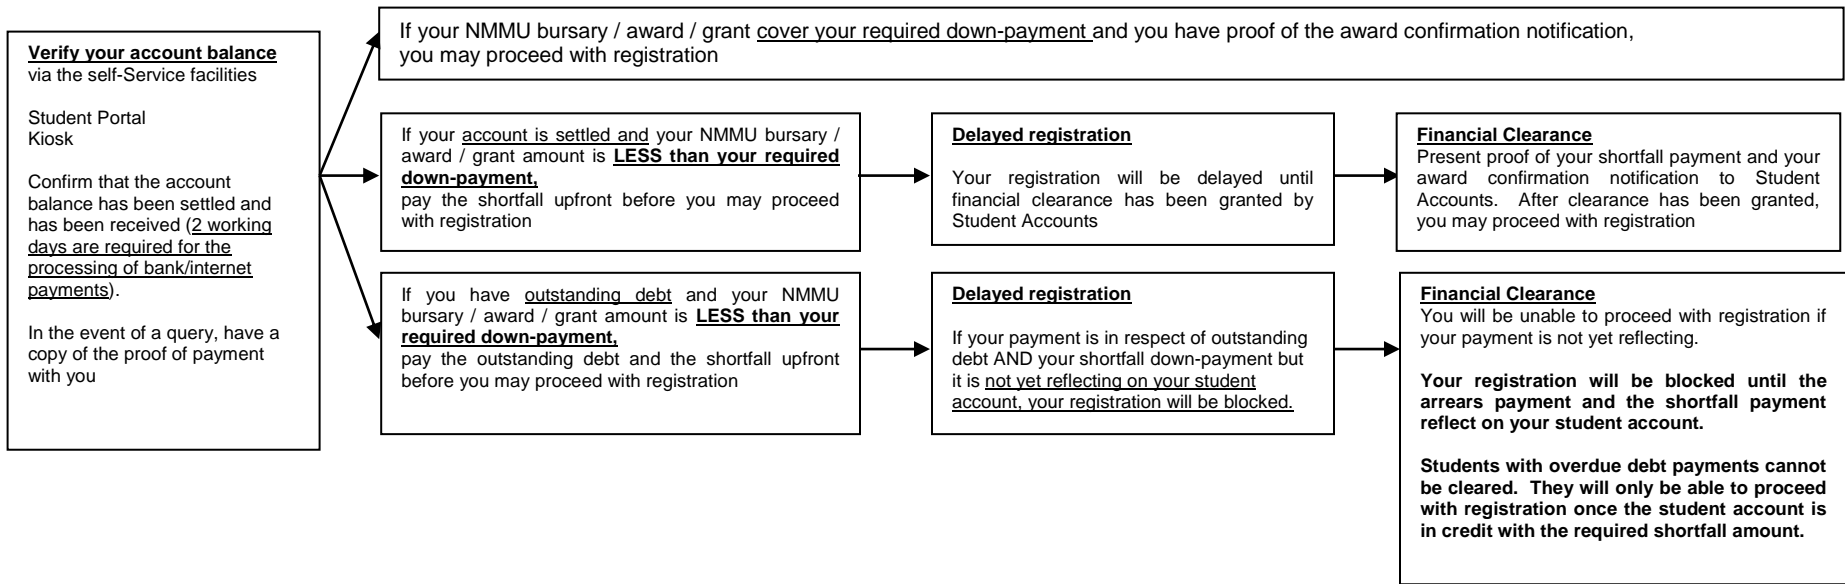 Verify your account balance
via the self-Service facilities
Student Portal
Kiosk
Confirm that the account
balance has been settled and
has been received (2 working
days are required for the
processing of bank/internet
payments).
In the event of a query, have a
copy of the proof of payment
with you
If your NMMU bursary / award / grant cover your required down-payment and you have proof of the award confirmation notification,
you may proceed with registration
If your account is settled and your NMMU bursary /
award / grant amount is LESS than your required
down-payment,
pay the shortfall upfront before you may proceed
with registration
Delayed registration
Your registration will be delayed until
financial clearance has been granted by
Student Accounts
Financial Clearance
Present proof of your shortfall payment and your
award confirmation notification to Student
Accounts. After clearance has been granted,
you may proceed with registration
If you have outstanding debt and your NMMU
bursary / award / grant amount is LESS than your
required down-payment,
pay the outstanding debt and the shortfall upfront
before you may proceed with registration
Delayed registration
If your payment is in respect of outstanding
debt AND your shortfall down-payment but
it is not yet reflecting on your student
account, your registration will be blocked.
Financial Clearance
You will be unable to proceed with registration if
your payment is not yet reflecting.
Your registration will be blocked until the
arrears payment and the shortfall payment
reflect on your student account.
Students with overdue debt payments cannot
be cleared. They will only be able to proceed
with registration once the student account is
in credit with the required shortfall amount.